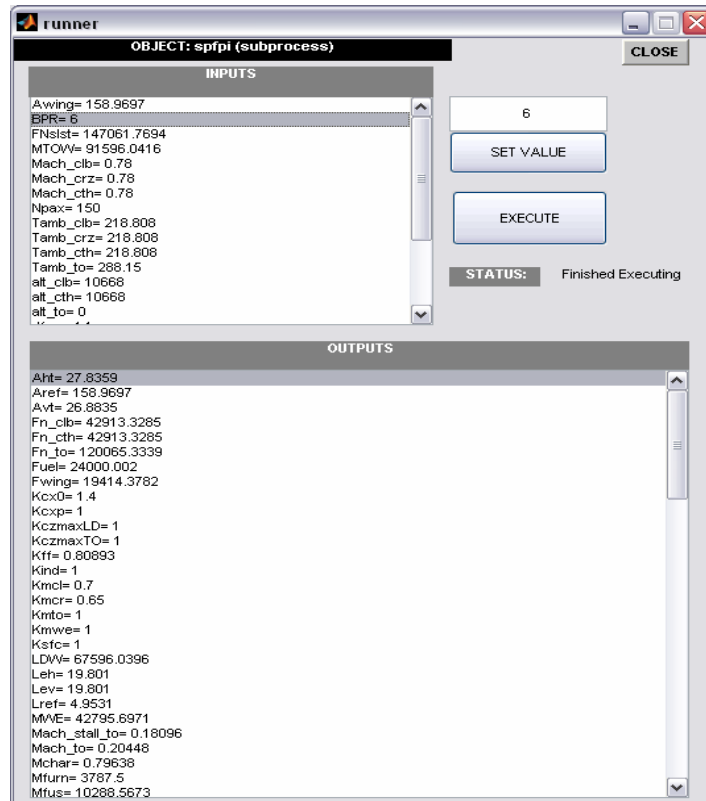 runner
OBJECT: spfpi (subprocess)
CLOSE
INPUTS
Awing= 158.9697
BPR= 6
FNslst= 147061.7694
MTOW= 91596.0416
Mach_clb= 0.78
Mach_crz= 0.78
Mach_cth= 0.78
Npax= 150
Tamb_clb= 218.808
Tamb_crz= 218.808
Tamb_cth= 218.808
Tamb_to= 288.15
alt_clb= 10668
alt_cth= 10668
alt_to= 0
6
SET VALUE
EXECUTE
STATUS: Finished Executing
OUTPUTS
Aht= 27.8359
Aref= 158.9697
Avt= 26.8835
Fn_clb= 42913.3285
Fn_cth= 42913.3285
Fn_to= 120065.3339
Fuel= 24000.002
Fwing= 19414.3782
Kcx0= 1.4
Kcxp= 1
KczmaxLD= 1
KczmaxTO= 1
Kff= 0.80893
Kind= 1
Kmcl= 0.7
Kmcr= 0.65
Kmto= 1
Kmwe= 1
Ksfc= 1
LDW= 67596.0396
Leh= 19.801
Lev= 19.801
Lref= 4.9531
MWE= 42795.6971
Mach_stall_to= 0.18096
Mach_to= 0.20448
Mchar= 0.79638
Mfurn= 3787.5
Mfus= 10288.5673